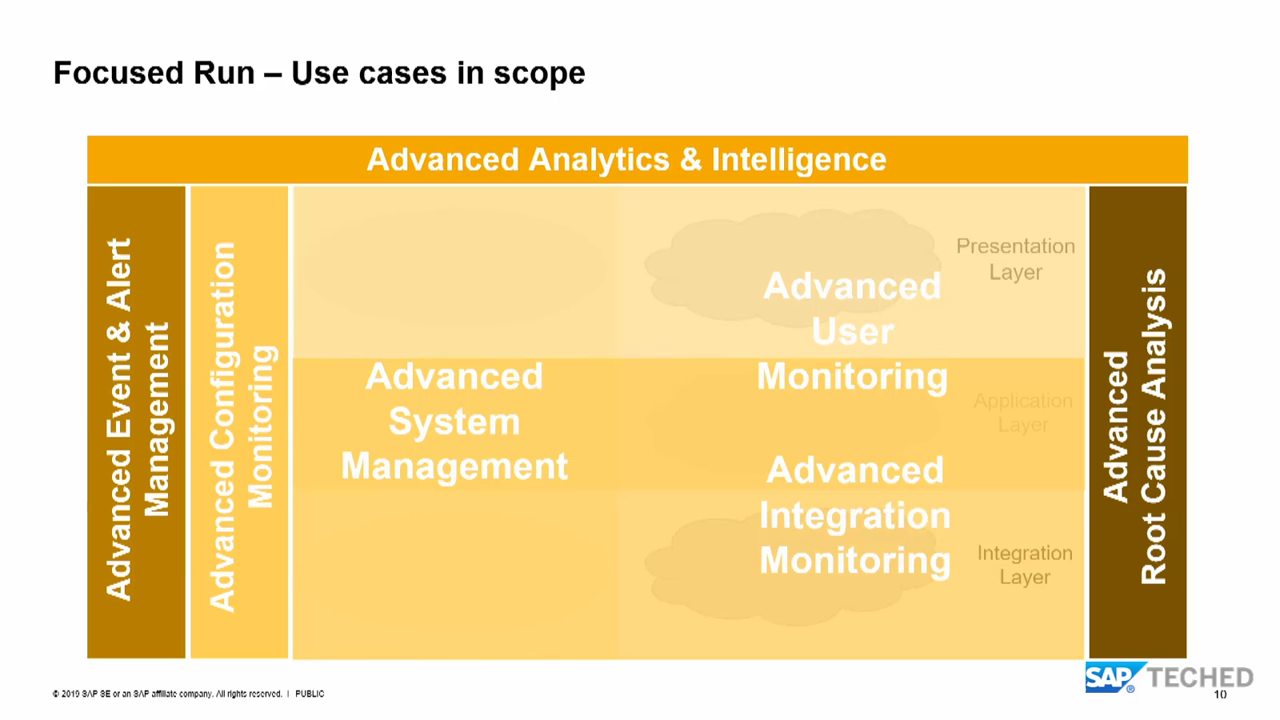 Focused Run – Use cases in scope
Advanced Analytics & Intelligence
Advanced Event & Alert
Management
Advanced Configuration
Monitoring
Advanced
System
Management
Advanced
User
Monitoring
Advanced
Integration
Monitoring
Presentation
Layer
Application
Layer
Integration
Layer
Advanced
Root Cause Analysis
© 2019 SAP SE or an SAP affiliate company. All rights reserved. | PUBLIC
SAP® TECHED
10